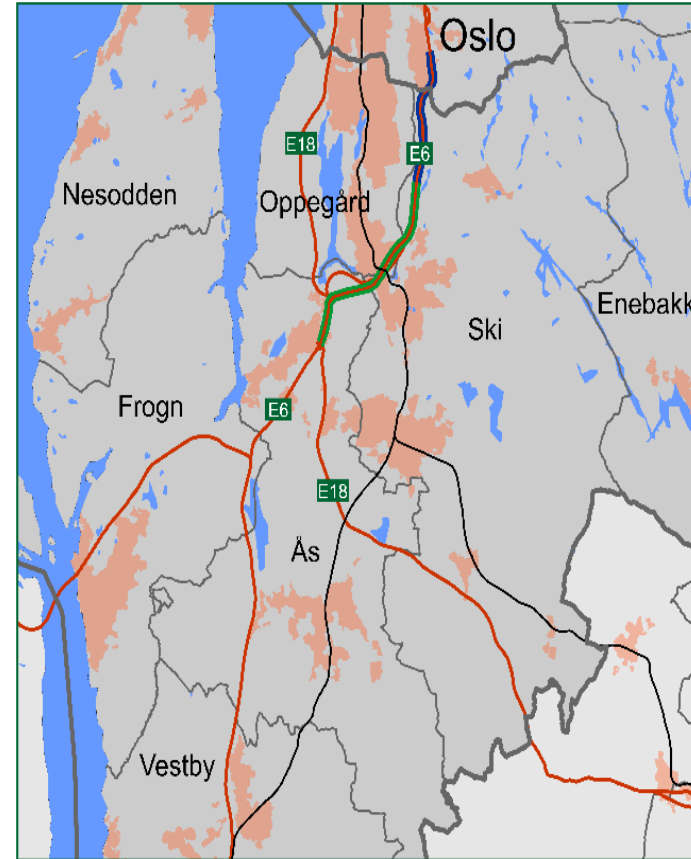 Oslo
E18
E6
Nesodden
Oppegård
Enebakk
Ski
Frogn
E6
E18
Ås
Vestby